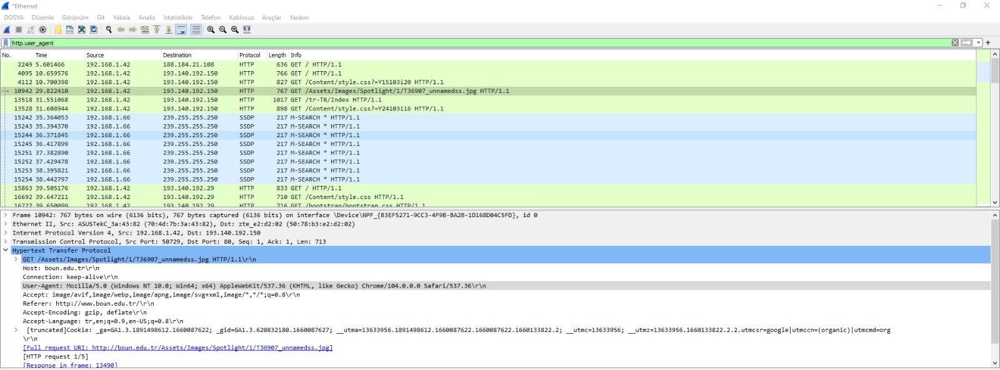 *Ethernet
DOSYA Düzenle Görünüm Git Yakala Analiz İstatistikler Telefon Kablosuz Araçlar Yardım
http.user_agent
No. Time Source Destination Protocol Length Info
2249 5.601466 192.168.1.42 188.184.21.108 HTTP 636 GET / HTTP/1.1
4095 10.659576 192.168.1.42 193.140.192.150 HTTP 766 GET / HTTP/1.1
4112 10.700398 192.168.1.42 193.140.192.150 HTTP 827 GET /Content/style.css?=Y15103i20 HTTP/1.1
10942 29.822410 192.168.1.42 193.140.192.150 HTTP 767 GET /Assets/Images/Spotlight/1/T36907_unnamedss.jpg HTTP/1.1
13518 31.551068 192.168.1.42 193.140.192.150 HTTP 1017 GET /tr-TR/Index HTTP/1.1
13528 31.608944 192.168.1.42 193.140.192.150 HTTP 898 GET /Content/style.css?=Y24103i16 HTTP/1.1
15242 35.364053 192.168.1.66 239.255.255.250 SSDP 217 M-SEARCH * HTTP/1.1
15243 35.394370 192.168.1.66 239.255.255.250 SSDP 217 M-SEARCH * HTTP/1.1
15244 36.371845 192.168.1.66 239.255.255.250 SSDP 217 M-SEARCH * HTTP/1.1
15245 36.417899 192.168.1.66 239.255.255.250 SSDP 217 M-SEARCH * HTTP/1.1
15251 37.382890 192.168.1.66 239.255.255.250 SSDP 217 M-SEARCH * HTTP/1.1
15252 37.429478 192.168.1.66 239.255.255.250 SSDP 217 M-SEARCH * HTTP/1.1
15253 38.395821 192.168.1.66 239.255.255.250 SSDP 217 M-SEARCH * HTTP/1.1
15254 38.442797 192.168.1.66 239.255.255.250 SSDP 217 M-SEARCH * HTTP/1.1
15863 39.505176 192.168.1.42 193.140.192.29 HTTP 833 GET / HTTP/1.1
16692 39.647211 192.168.1.42 193.140.192.29 HTTP 710 GET /Content/style.css HTTP/1.1
16727 39.650099 192.168.1.42 193.140.192.29 HTTP 716 GET /bootstrap/bootstrap.css HTTP/1.1
Frame 10942: 767 bytes on wire (6136 bits), 767 bytes captured (6136 bits) on interface \Device\NPF_{B3EF5271-9CC3-4F9B-BA2B-1D168D04C5FD}, id 0
Ethernet II, Src: ASUSTekC_3a:43:82 (70:4d:7b:3a:43:82), Dst: zte_e2:d2:02 (50:78:b3:e2:d2:02)
Internet Protocol Version 4, Src: 192.168.1.42, Dst: 193.140.192.150
Transmission Control Protocol, Src Port: 50729, Dst Port: 80, Seq: 1, Ack: 1, Len: 713
Hypertext Transfer Protocol
GET /Assets/Images/Spotlight/1/T36907_unnamedss.jpg HTTP/1.1\r\n
Host: boun.edu.tr\r\n
Connection: keep-alive\r\n
User-Agent: Mozilla/5.0 (Windows NT 10.0; Win64; x64) AppleWebKit/537.36 (KHTML, like Gecko) Chrome/104.0.0.0 Safari/537.36\r\n
Accept: image/avif,image/webp,image/apng,image/svg+xml,image/*,*/*;q=0.8\r\n
Referer: http://www.boun.edu.tr/\r\n
Accept-Encoding: gzip, deflate\r\n
Accept-Language: tr,en;q=0.9,en-US;q=0.8\r\n
[truncated]Cookie: _ga=GA1.3.1891498612.1660087622; _gid=GA1.3.620832180.1660087627; __utma=13633956.1891498612.1660087622.1660087622.1660133822.2; __utmc=13633956; __utmz=13633956.1660133822.2.2.utmcsr=google|utmccn=(organic)|utmcmd=org
\r\n
[Full request URI: http://boun.edu.tr/Assets/Images/Spotlight/1/T36907_unnamedss.jpg]
[HTTP request 1/5]
[Response in frame: 13490]